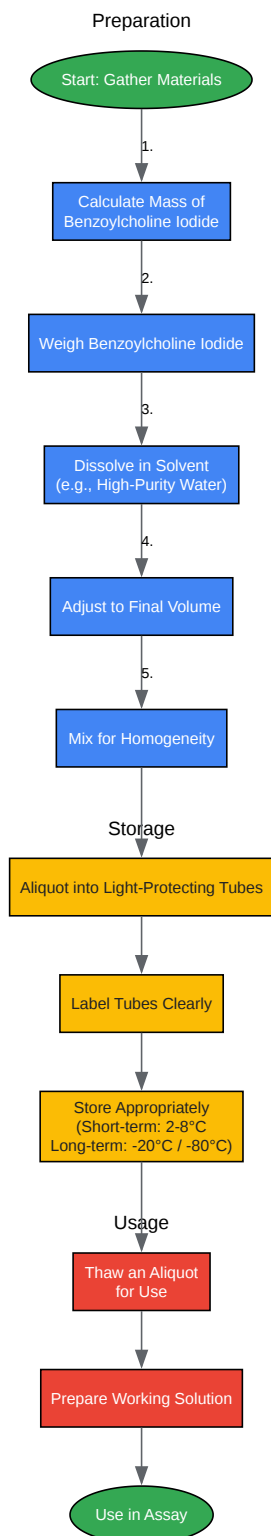 Preparation
Start: Gather Materials
1.
Calculate Mass of
Benzoylcholine Iodide
2.
Weigh Benzoylcholine Iodide
3.
Dissolve in Solvent
(e.g., High-Purity Water)
4.
Adjust to Final Volume
5.
Mix for Homogeneity
Storage
Aliquot into Light-Protecting Tubes
Label Tubes Clearly
Store Appropriately
(Short-term: 2-8°C
Long-term: -20°C / -80°C)
Usage
Thaw an Aliquot
for Use
Prepare Working Solution
Use in Assay